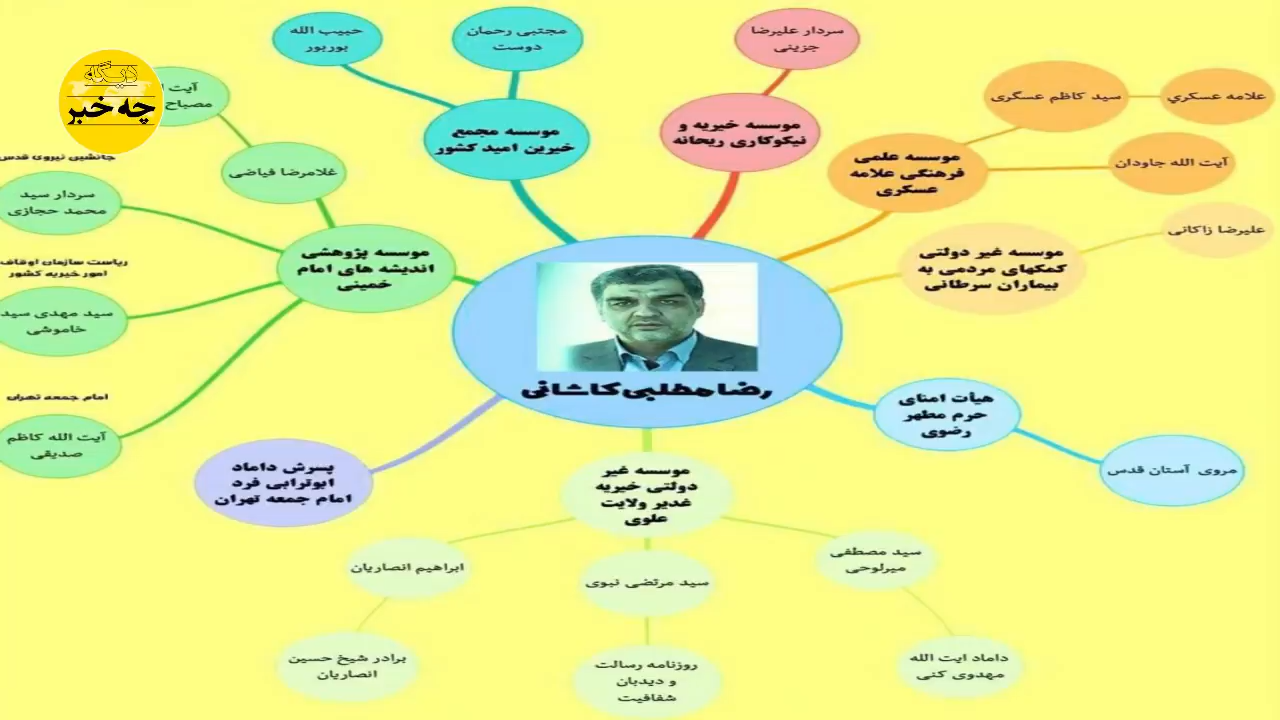 دیگه
چه خبر
حبیب الله
بوربور
مجتبی رحمان
دوست
سردار علیرضا
جزینی
موسسه مجمع
خیرین امید کشور
موسسه خیریه و
نیکوکاری ریحانه
سید کاظم عسگری
علامه عسکري
موسسه علمی
فرهنگی علامه
عسکری
آیت الله جاودان
موسسه غیر دولتی
کمکهای مردمی به
بیماران سرطانی
علیرضا زاکانی
آیت
مصباح
غلامرضا فیاضی
جانشین نیروی قدس
سردار سید
محمد حجازی
موسسه پژوهشی
اندیشه های امام
خمینی
ریاست سازمان اوقاف
امور خیریه کشور
سید مهدی سید
خاموشی
امام جمعه تهران
آیت الله کاظم
صدیقی
رضا مطلبی کاشانی
هیأت امنای
حرم مطهر
رضوی
مروی آستان قدس
پسرش داماد
ابوترابی فرد
امام جمعه تهران
موسسه غیر
دولتی خیریه
غدیر ولایت
علوی
سید مصطفی
میرلوحی
داماد ایت الله
مهدوی کنی
سید مرتضی نبوی
روزنامه رسالت
و دیدبان
شفافیت
ابراهیم انصاریان
برادر شیخ حسین
انصاریان